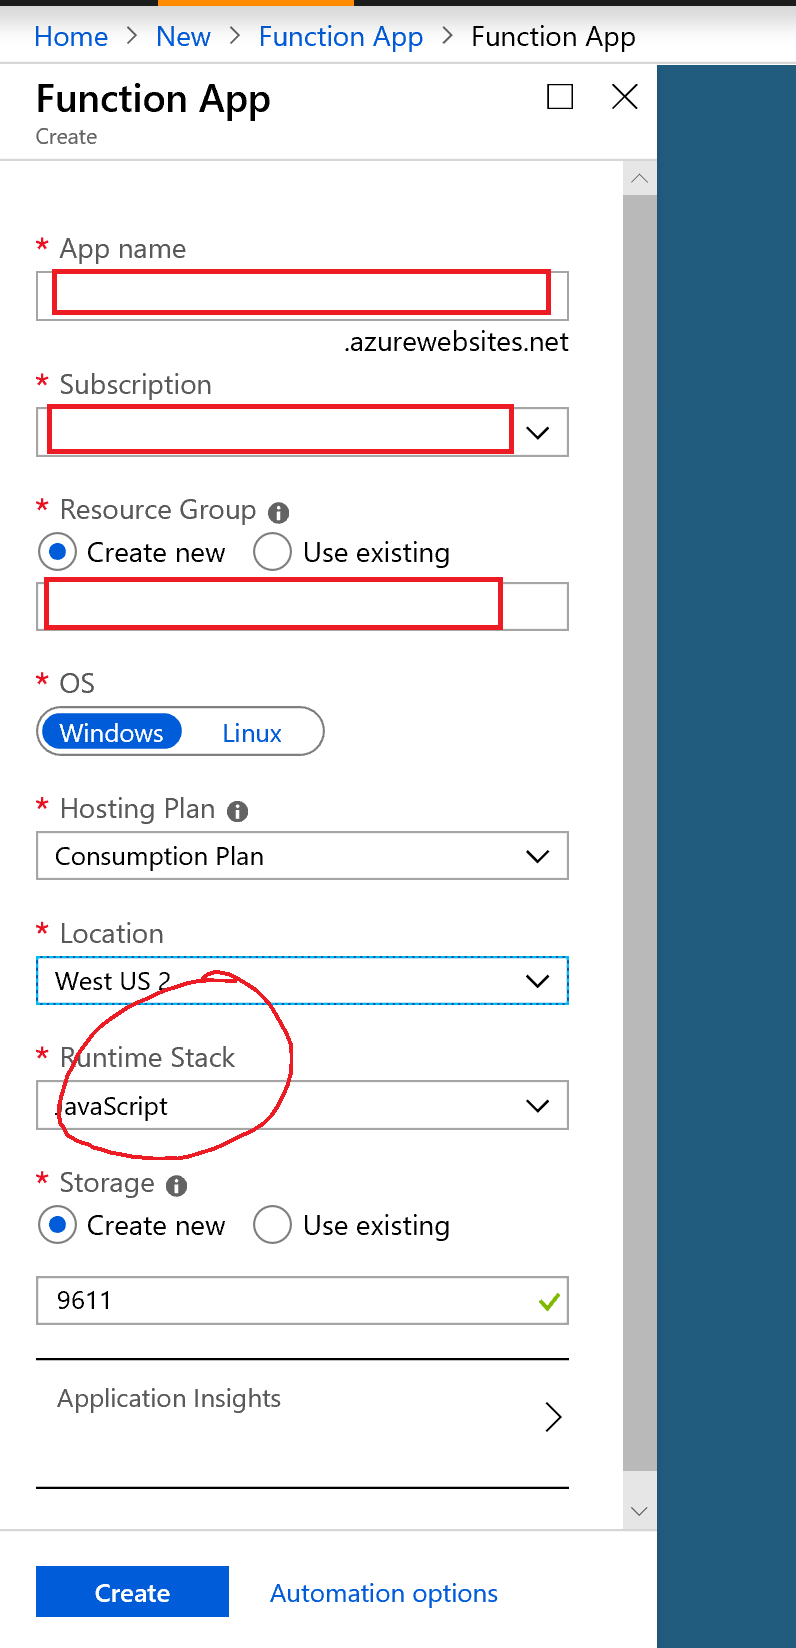 Home > New > Function App > Function App
Function App
Create
* App name
.azurewebsites.net
* Subscription
* Resource Group
Create new Use existing
* OS
Windows Linux
* Hosting Plan
Consumption Plan
* Location
West US 2
* Runtime Stack
JavaScript
* Storage
Create new Use existing
9611
Application Insights
Create Automation options